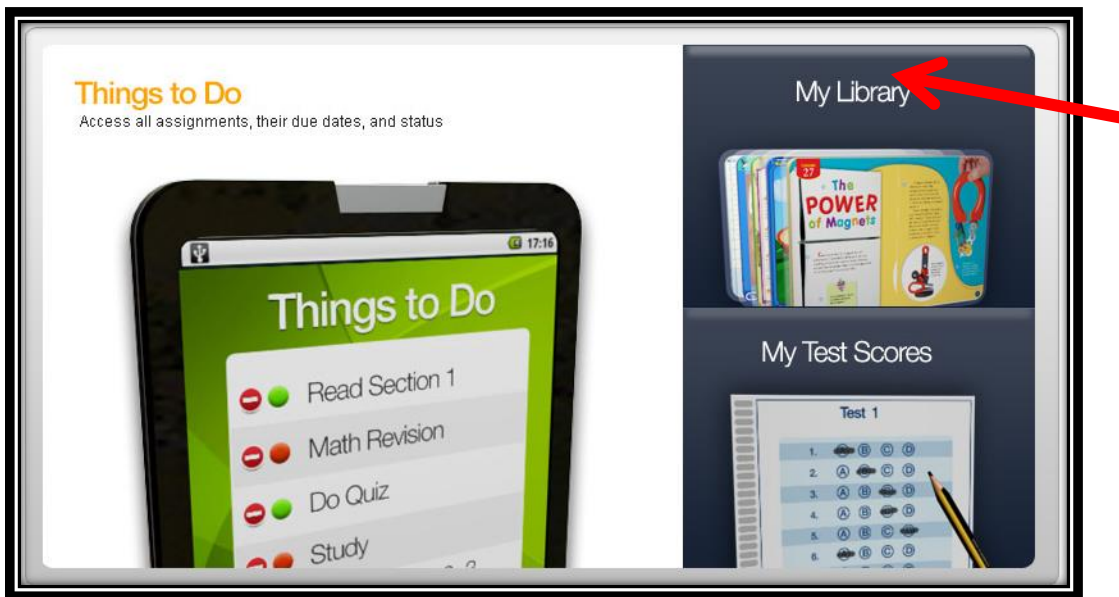 Things to Do
Access all assignments, their due dates, and status
17:16
Things to Do
Read Section 1
Math Revision
Do Quiz
Study
My Library
27
The
POWER
of Magnets
My Test Scores
Test 1
1. B C D
2. A C D
3. A B D
4. A B D
5. A B C
6. B C D